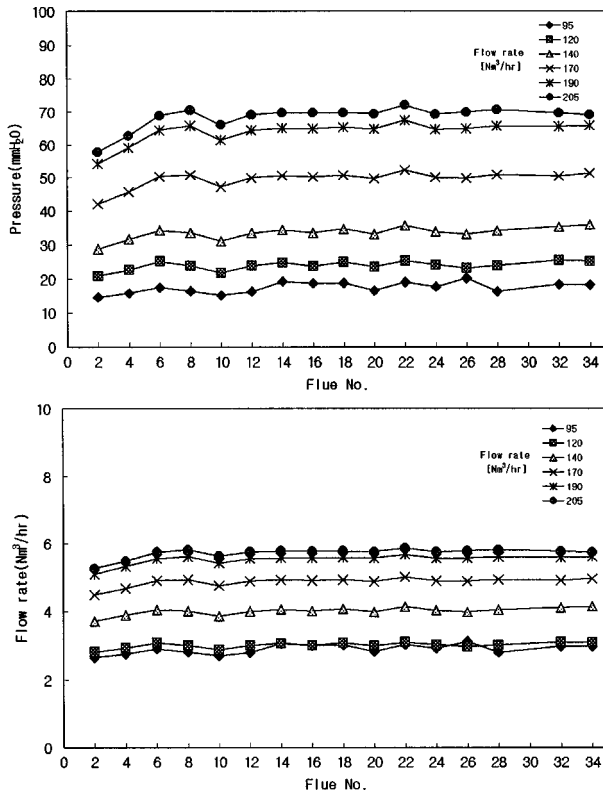 100
90
80
70
60
50
40
30
20
10
0
Pressure(mmH₂O)
0 2 4 6 8 10 12 14 16 18 20 22 24 26 28 30 32 34
Flue No.
Flow rate
[Nm³/hr]
95
120
140
170
190
205
10
8
6
4
2
0
Flow rate(Nm³/hr)
0 2 4 6 8 10 12 14 16 18 20 22 24 26 28 30 32 34
Flue No.
Flow rate
[Nm³/hr]
95
120
140
170
190
205